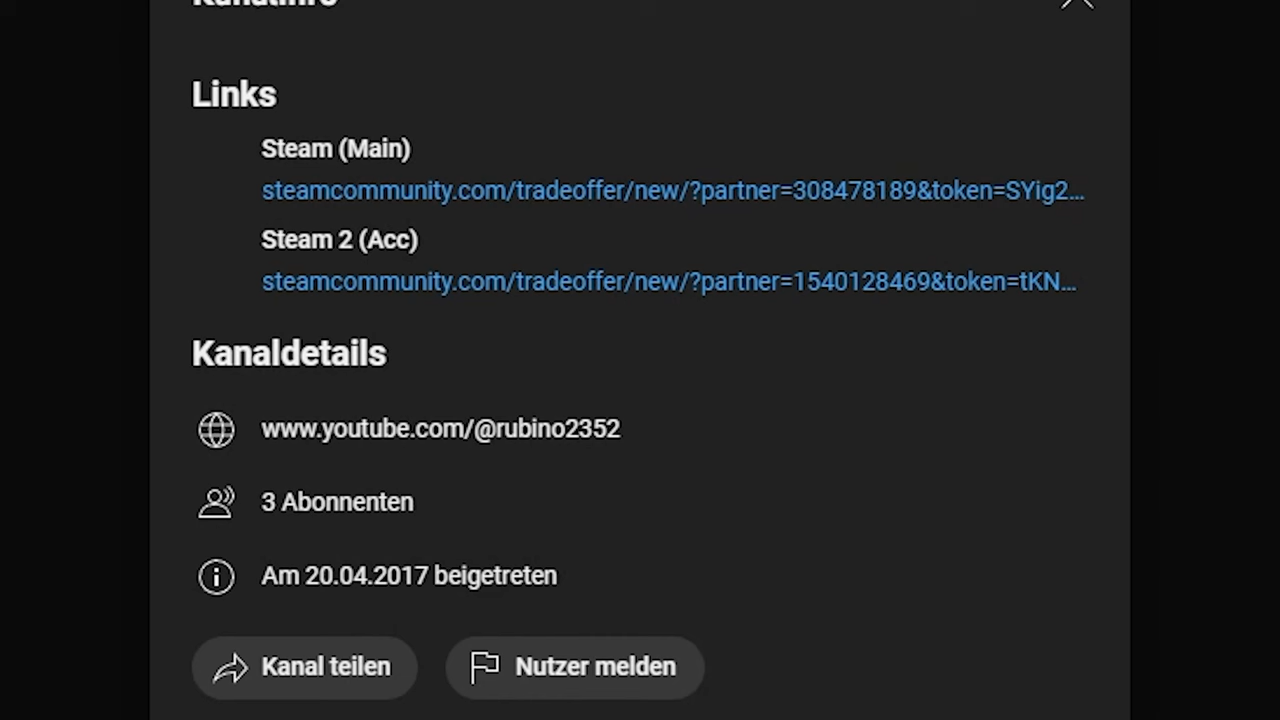 Kanalinfo
Links
Steam (Main)
steamcommunity.com/tradeoffer/new/?partner=308478189&token=SYig2...
Steam 2 (Acc)
steamcommunity.com/tradeoffer/new/?partner=1540128469&token=tKN...
Kanaldetails
www.youtube.com/@rubino2352
3 Abonnenten
Am 20.04.2017 beigetreten
Kanal teilen
Nutzer melden